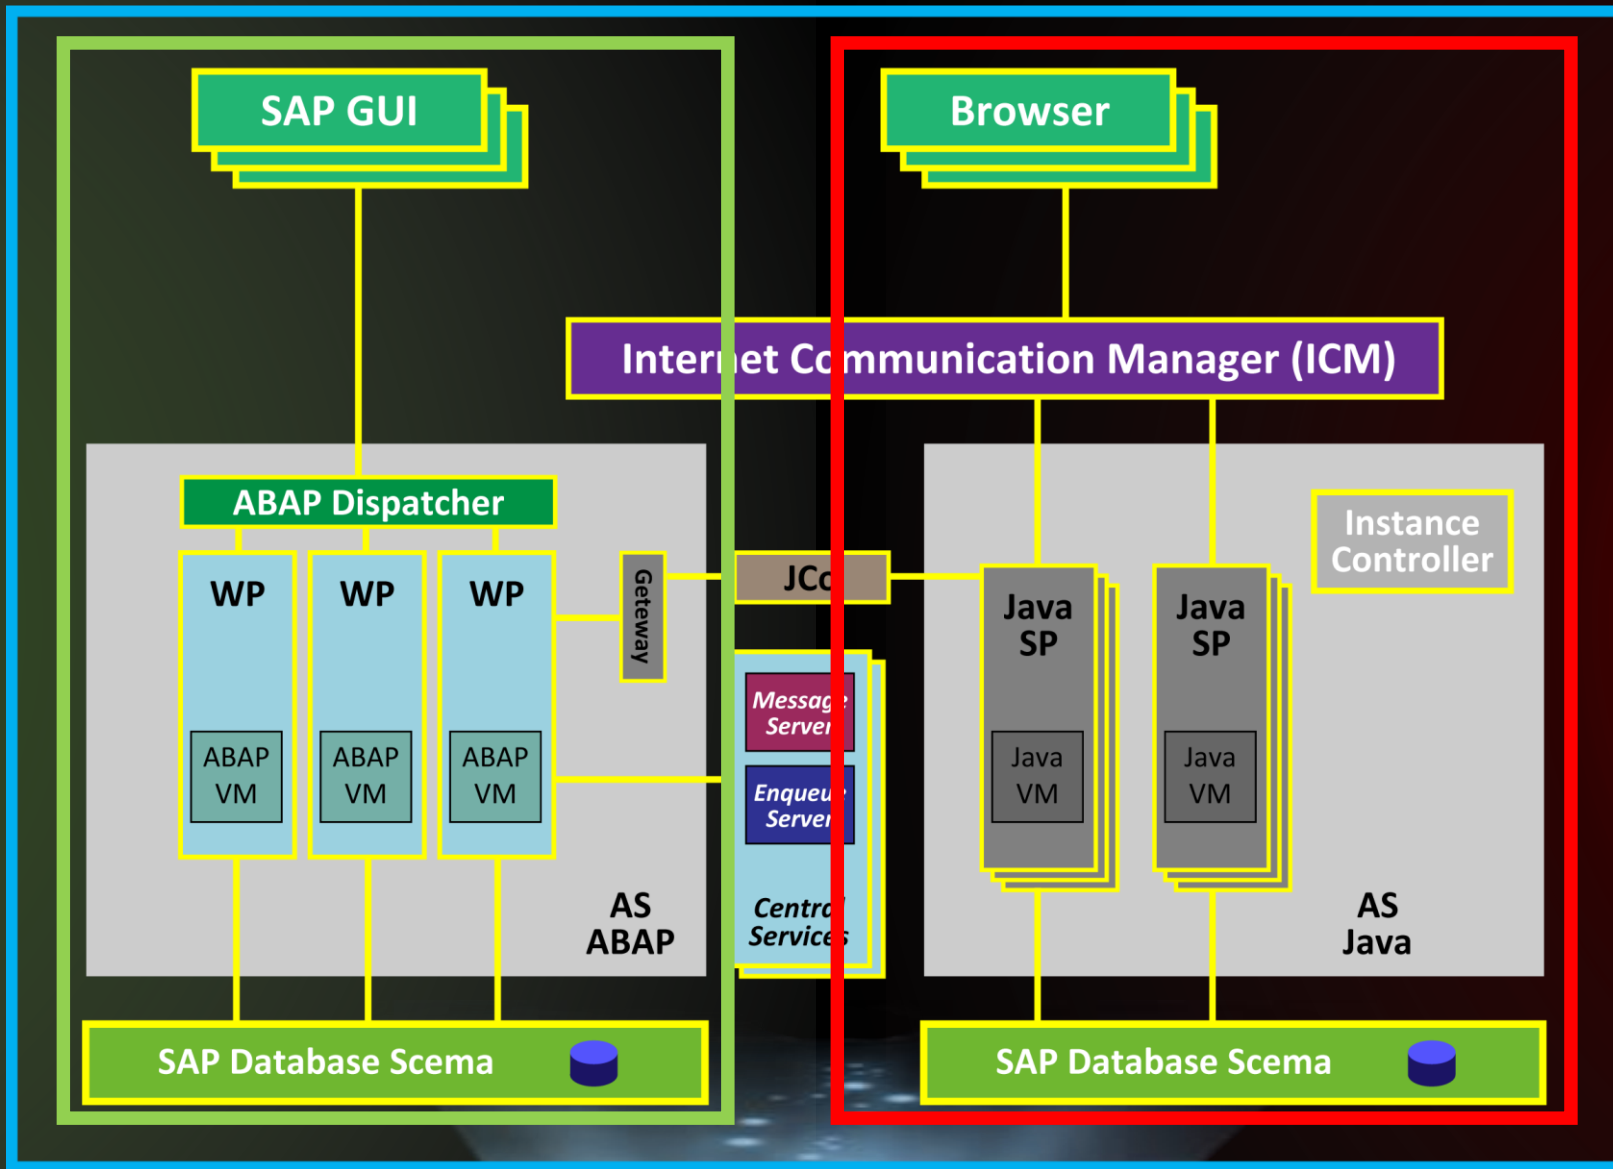 SAP GUI
Browser
Internet Communication Manager (ICM)
ABAP Dispatcher
WP
WP
WP
ABAP
VM
ABAP
VM
ABAP
VM
Geteway
JCo
Message
Server
Enqueue
Server
Central
Services
AS
ABAP
Java
SP
Java
SP
Java
VM
Java
VM
Instance
Controller
AS
Java
SAP Database Scema
SAP Database Scema